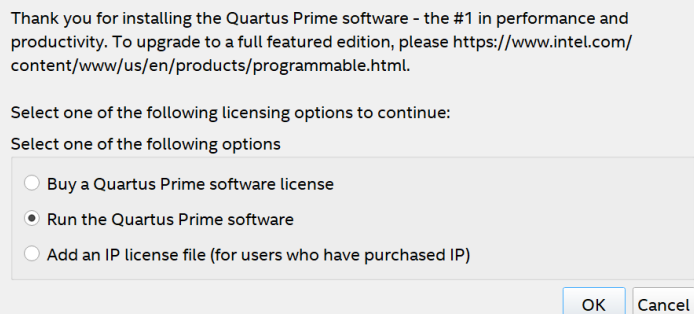 Thank you for installing the Quartus Prime software - the #1 in performance and
productivity. To upgrade to a full featured edition, please https://www.intel.com/
content/www/us/en/products/programmable.html.
Select one of the following licensing options to continue:
Select one of the following options
Buy a Quartus Prime software license
Run the Quartus Prime software
Add an IP license file (for users who have purchased IP)
OK Cancel